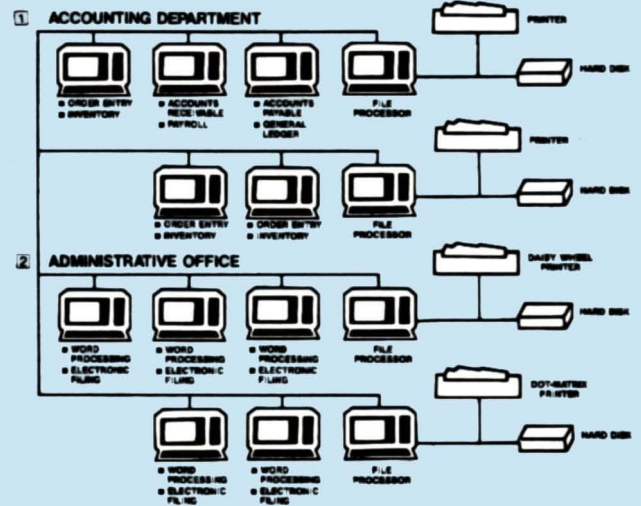 1 ACCOUNTING DEPARTMENT
PRINTER
HARD DISK
ORDER ENTRY
INVENTORY
ACCOUNTS
RECEIVABLE
PAYROLL
ACCOUNTS
PAYABLE
GENERAL
LEDGER
FILE
PROCESSOR
PRINTER
HARD DISK
ORDER ENTRY
INVENTORY
ORDER ENTRY
INVENTORY
FILE
PROCESSOR
2 ADMINISTRATIVE OFFICE
DAISY WHEEL
PRINTER
HARD DISK
WORD
PROCESSING
ELECTRONIC
FILING
WORD
PROCESSING
ELECTRONIC
FILING
WORD
PROCESSING
ELECTRONIC
FILING
FILE
PROCESSOR
DOT-MATRIX
PRINTER
HARD DISK
WORD
PROCESSING
ELECTRONIC
FILING
WORD
PROCESSING
ELECTRONIC
FILING
FILE
PROCESSOR